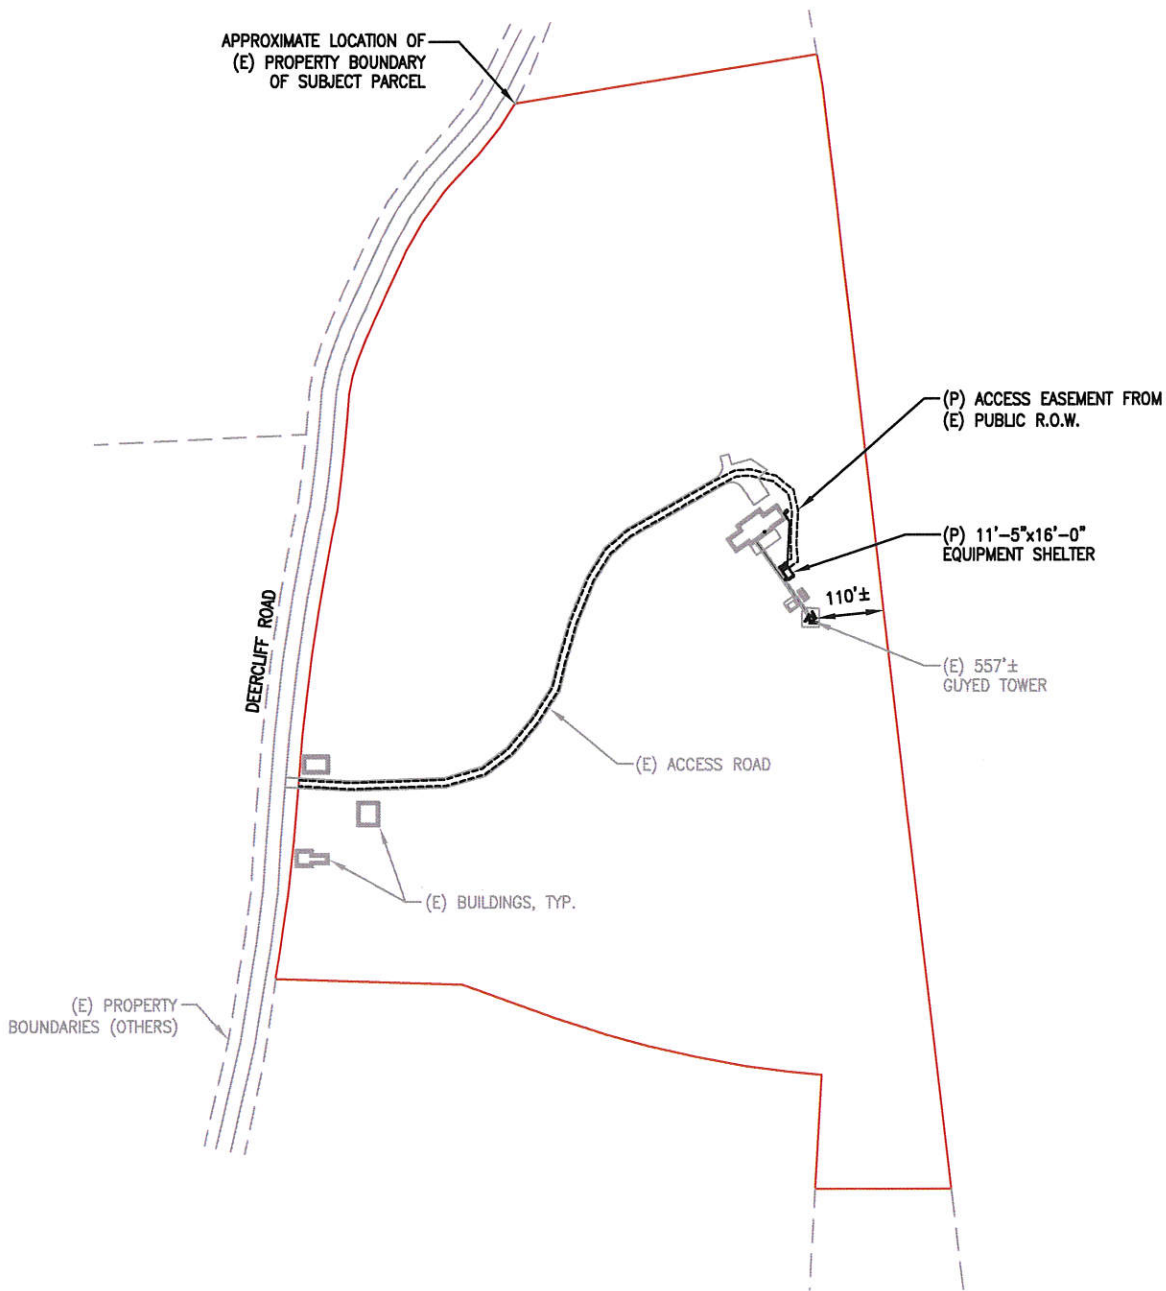 APPROXIMATE LOCATION OF
(E) PROPERTY BOUNDARY
OF SUBJECT PARCEL
(P) ACCESS EASEMENT FROM
(E) PUBLIC R.O.W.
(P) 11'-5"x16'-0"
EQUIPMENT SHELTER
110'±
DEERCLIFF ROAD
(E) 557'±
GUYED TOWER
(E) ACCESS ROAD
(E) BUILDINGS, TYP.
(E) PROPERTY
BOUNDARIES (OTHERS)